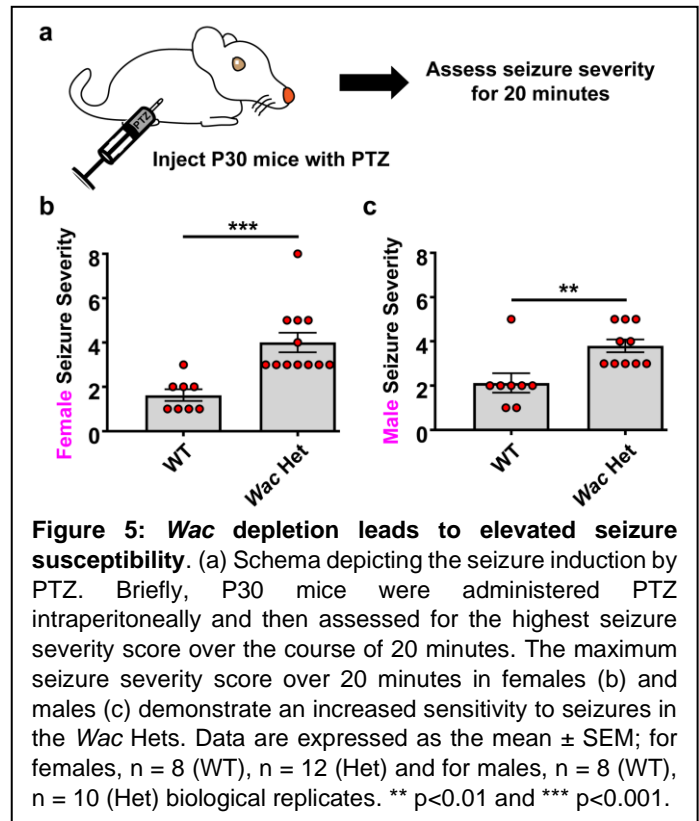 a
PTZ
Assess seizure severity
for 20 minutes
Inject P30 mice with PTZ
b
Female Seizure Severity
8
6
4
2
0
***
WT
Wac Het
c
Male Seizure Severity
8
6
4
2
0
**
WT
Wac Het
Figure 5: Wac depletion leads to elevated seizure
susceptibility. (a) Schema depicting the seizure induction by
PTZ. Briefly, P30 mice were administered PTZ
intraperitoneally and then assessed for the highest seizure
severity score over the course of 20 minutes. The maximum
seizure severity score over 20 minutes in females (b) and
males (c) demonstrate an increased sensitivity to seizures in
the Wac Hets. Data are expressed as the mean ± SEM; for
females, n = 8 (WT), n = 12 (Het) and for males, n = 8 (WT),
n = 10 (Het) biological replicates. ** p<0.01 and *** p<0.001.